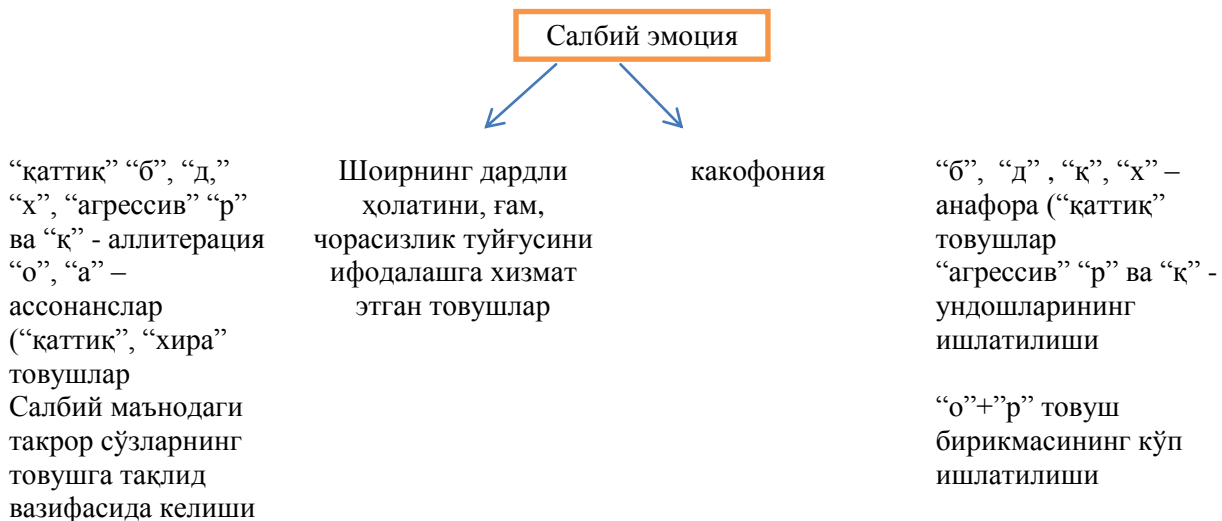 Салбий эмоция
“қаттиқ” “б”, “д,”
“х”, “агрессив” “р”
ва “қ” - аллитерация
“о”, “а” –
ассонанслар
(“қаттиқ”, “хира”
товушлар
Салбий маънодаги
такрор сўзларнинг
товушга тақлид
вазифасида келиши
Шоирнинг дардли
ҳолатини, ғам,
чорасизлик туйғусини
ифодалашга хизмат
этган товушлар
какофония
“б”, “д” , “қ”, “х” –
анафора (“қаттиқ”
товушлар
“агрессив” “р” ва “қ” -
ундошларининг
ишлатилиши
“о”+”р” товуш
бирикмасининг кўп
ишлатилиши